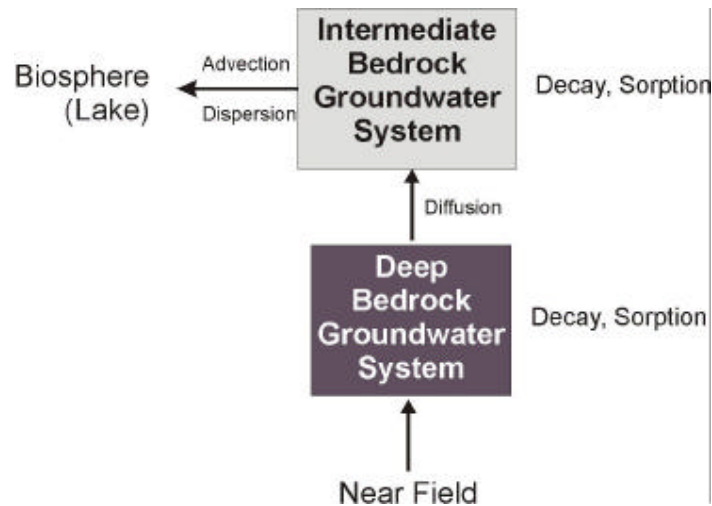 Intermediate
Bedrock
Groundwater
System
Advection
Dispersion
Biosphere
(Lake)
Decay, Sorption
Diffusion
Deep
Bedrock
Groundwater
System
Decay, Sorption
Near Field